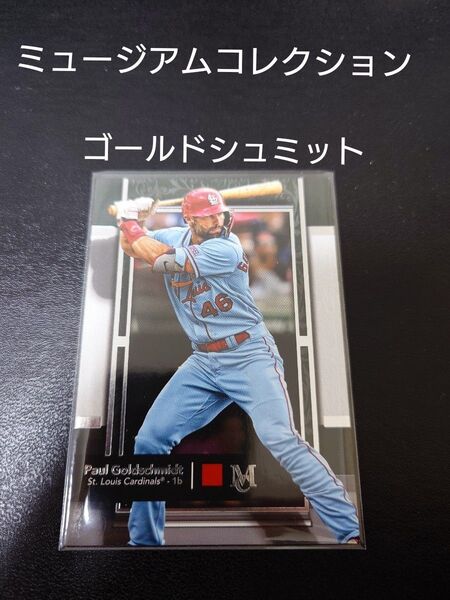 ミュージアムコレクション
ゴールドシュミット
46
Paul Goldschmidt
St. Louis Cardinals® - 1b
M